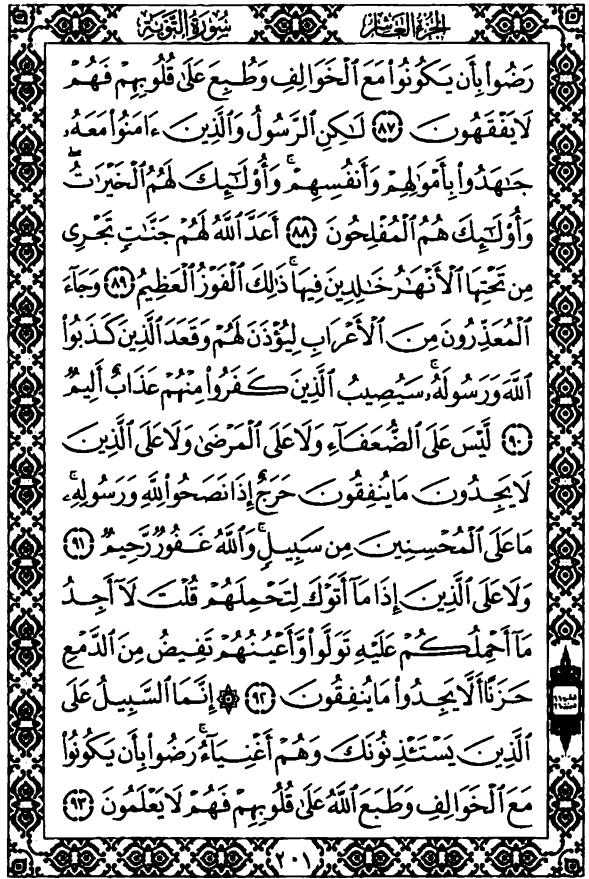 الجزء العاشر سورة التوبة
رَضُوا۟ بِأَن يَكُونُوا۟ مَعَ ٱلْخَوَالِفِ وَطُبِعَ عَلَىٰ قُلُوبِهِمْ فَهُمْ
لَا يَفْقَهُونَ ﴿٨٧﴾ لَـٰكِنِ ٱلرَّسُولُ وَٱلَّذِينَ ءَامَنُوا۟ مَعَهُۥ
جَـٰهَدُوا۟ بِأَمْوَٰلِهِمْ وَأَنفُسِهِمْ ۚ وَأُو۟لَـٰٓئِكَ لَهُمُ ٱلْخَيْرَٰتُ ۖ
وَأُو۟لَـٰٓئِكَ هُمُ ٱلْمُفْلِحُونَ ﴿٨٨﴾ أَعَدَّ ٱللَّهُ لَهُمْ جَنَّـٰتٍ تَجْرِى
مِن تَحْتِهَا ٱلْأَنْهَـٰرُ خَـٰلِدِينَ فِيهَا ۚ ذَٰلِكَ ٱلْفَوْزُ ٱلْعَظِيمُ ﴿٨٩﴾ وَجَآءَ
ٱلْمُعَذِّرُونَ مِنَ ٱلْأَعْرَابِ لِيُؤْذَنَ لَهُمْ وَقَعَدَ ٱلَّذِينَ كَذَبُوا۟
ٱللَّهَ وَرَسُولَهُۥ ۚ سَيُصِيبُ ٱلَّذِينَ كَفَرُوا۟ مِنْهُمْ عَذَابٌ أَلِيمٌ
﴿٩٠﴾ لَّيْسَ عَلَى ٱلضُّعَفَآءِ وَلَا عَلَى ٱلْمَرْضَىٰ وَلَا عَلَى ٱلَّذِينَ
لَا يَجِدُونَ مَا يُنفِقُونَ حَرَجٌ إِذَا نَصَحُوا۟ لِلَّهِ وَرَسُولِهِۦ ۚ
مَا عَلَى ٱلْمُحْسِنِينَ مِن سَبِيلٍ ۚ وَٱللَّهُ غَفُورٌ رَّحِيمٌ ﴿٩١﴾
وَلَا عَلَى ٱلَّذِينَ إِذَا مَآ أَتَوْكَ لِتَحْمِلَهُمْ قُلْتَ لَآ أَجِدُ
مَآ أَحْمِلُكُمْ عَلَيْهِ تَوَلَّوا۟ وَّأَعْيُنُهُمْ تَفِيضُ مِنَ ٱلدَّمْعِ
حَزَنًا أَلَّا يَجِدُوا۟ مَا يُنفِقُونَ ﴿٩٢﴾ ۞ إِنَّمَا ٱلسَّبِيلُ عَلَى
ٱلَّذِينَ يَسْتَـْٔذِنُونَكَ وَهُمْ أَغْنِيَآءُ ۚ رَضُوا۟ بِأَن يَكُونُوا۟
مَعَ ٱلْخَوَالِفِ وَطَبَعَ ٱللَّهُ عَلَىٰ قُلُوبِهِمْ فَهُمْ لَا يَعْلَمُونَ ﴿٩٣﴾
٢٠١